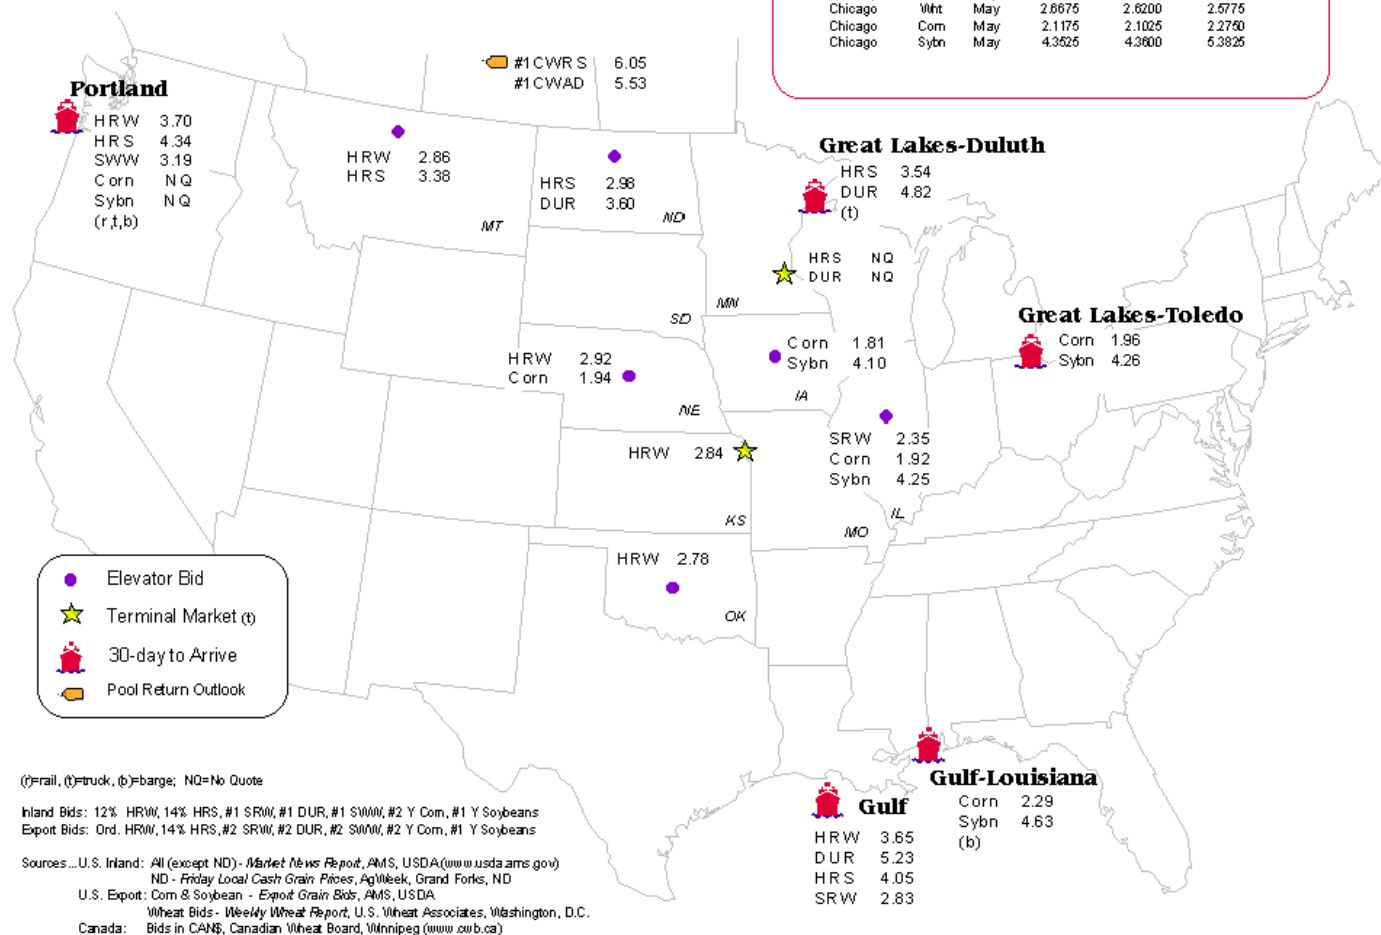 Chicago Wht May 2.6675 2.6200 2.5775
Chicago Corn May 2.1175 2.1025 2.2750
Chicago Sybn May 4.3525 4.3600 5.3825
#1 CWRS 6.05
#1 CWAD 5.53
Portland
HRW 3.70
HRS 4.34
SWW 3.19
Corn NQ
Sybn NQ
(r,t,b)
HRW 2.86
HRS 3.38
MT
HRS 2.98
DUR 3.60
ND
Great Lakes-Duluth
HRS 3.54
DUR 4.82
(t)
HRS NQ
DUR NQ
MN
SD
Great Lakes-Toledo
Corn 1.96
Sybn 4.26
HRW 2.92
Corn 1.94
NE
Corn 1.81
Sybn 4.10
IA
SRW 2.35
Corn 1.92
Sybn 4.25
IL
HRW 2.84
KS
MO
HRW 2.78
OK
Elevator Bid
Terminal Market (t)
30-day to Arrive
Pool Return Outlook
Gulf-Louisiana
Corn 2.29
Sybn 4.63
(b)
Gulf
HRW 3.65
DUR 5.23
HRS 4.05
SRW 2.83
(r)=rail, (t)=truck, (b)=barge; NQ=No Quote
Inland Bids: 12% HRW, 14% HRS, #1 SRW, #1 DUR, #1 SWW, #2 Y Corn, #1 Y Soybeans
Export Bids: Ord. HRW, 14% HRS, #2 SRW, #2 DUR, #2 SWW, #2 Y Corn, #1 Y Soybeans
Sources...U.S. Inland: All (except ND) - Market News Report, AMS, USDA (www.usda.ams.gov)
ND - Friday Local Cash Grain Prices, AgWeek, Grand Forks, ND
U.S. Export: Corn & Soybean - Export Grain Bids, AMS, USDA
Wheat Bids - Weekly Wheat Report, U.S. Wheat Associates, Washington, D.C.
Canada: Bids in CAN$, Canadian Wheat Board, Winnipeg (www.cwb.ca)